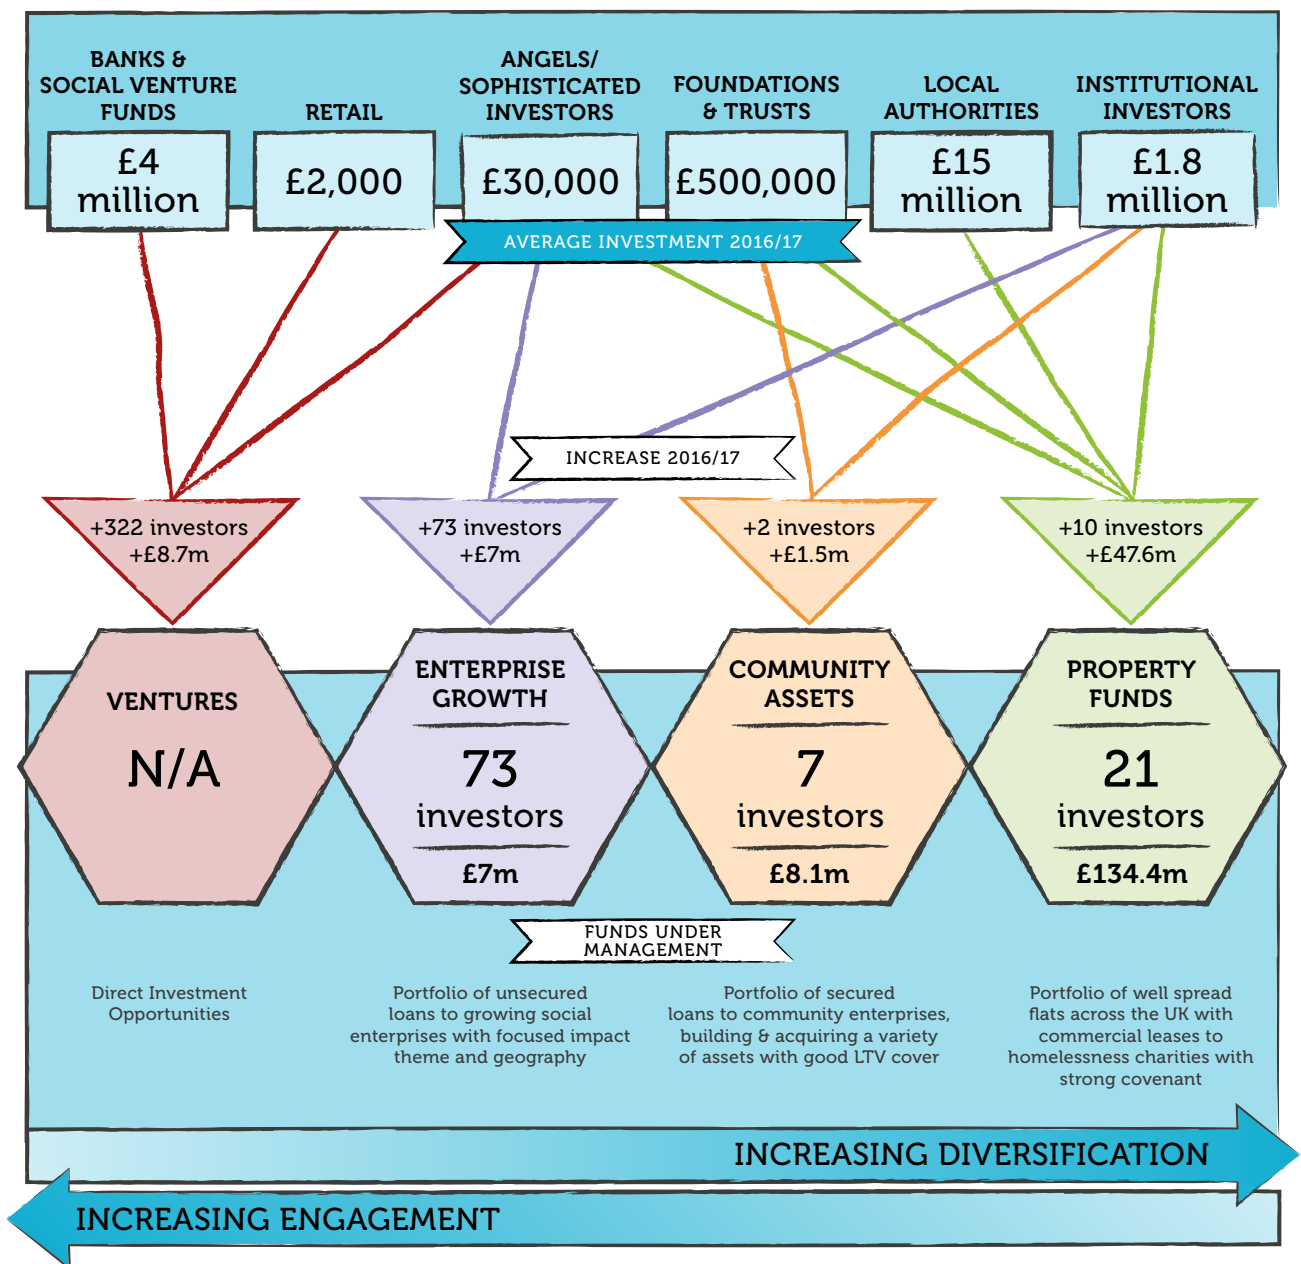 BANKS &
SOCIAL VENTURE
FUNDS
RETAIL
ANGELS/
SOPHISTICATED
INVESTORS
FOUNDATIONS
& TRUSTS
LOCAL
AUTHORITIES
INSTITUTIONAL
INVESTORS
£4
million
£2,000
£30,000
£500,000
£15
million
£1.8
million
AVERAGE INVESTMENT 2016/17
INCREASE 2016/17
+322 investors
+£8.7m
+73 investors
+£7m
+2 investors
+£1.5m
+10 investors
+£47.6m
VENTURES
N/A
ENTERPRISE
GROWTH
73
investors
£7m
COMMUNITY
ASSETS
7
investors
£8.1m
PROPERTY
FUNDS
21
investors
£134.4m
FUNDS UNDER
MANAGEMENT
Direct Investment
Opportunities
Portfolio of unsecured
loans to growing social
enterprises with focused impact
theme and geography
Portfolio of secured
loans to community enterprises,
building & acquiring a variety
of assets with good LTV cover
Portfolio of well spread
flats across the UK with
commercial leases to
homelessness charities with
strong covenant
INCREASING DIVERSIFICATION
INCREASING ENGAGEMENT